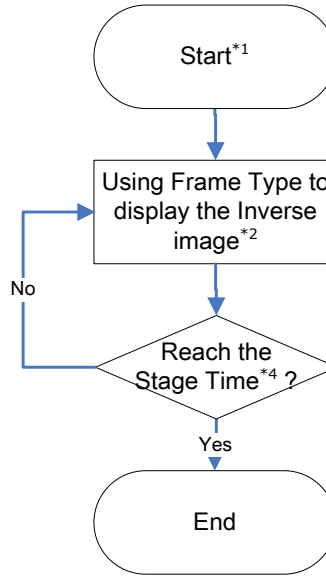 Start*1
Using Frame Type to
display the Inverse
image*2
No
Reach the
Stage Time*4 ?
Yes
End